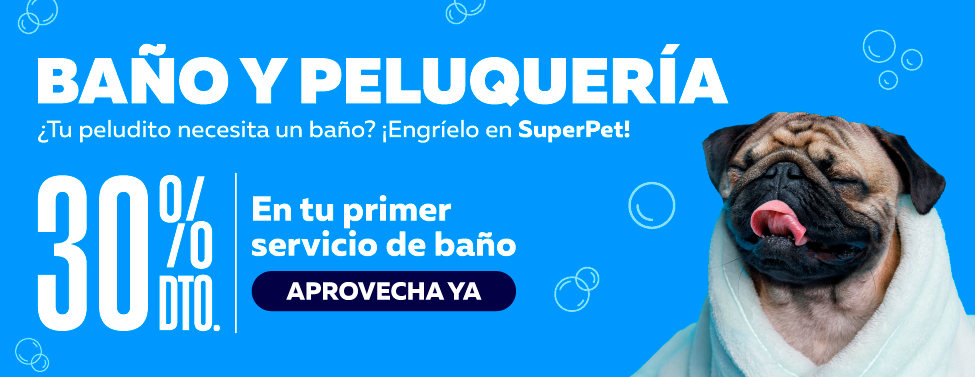 BAÑO Y PELUQUERÍA
¿Tu peludito necesita un baño? ¡Engríelo en SuperPet!
30% DTO.
En tu primer
servicio de baño
APROVECHA YA